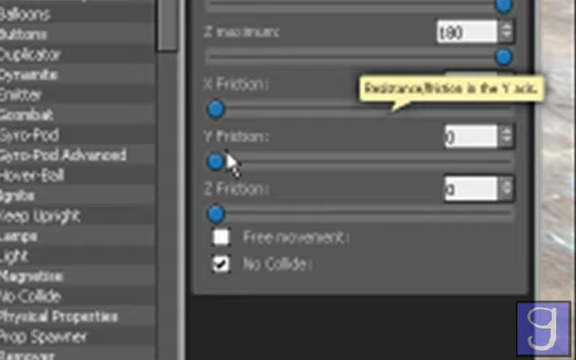 Balloons
Buttons
Duplicator
Dynamite
Emitter
Goombat
Gyro-Pod
Gyro-Pod Advanced
Hover-Ball
Ignite
Keep Upright
Lamps
Light
Magnetise
No Collide
Physical Properties
Prop Spawner
Remover
Z maximum:
180
X Friction:
Resistance/friction in the Y axis.
Y Friction:
0
Z Friction:
0
Free movement:
No Collide:
g